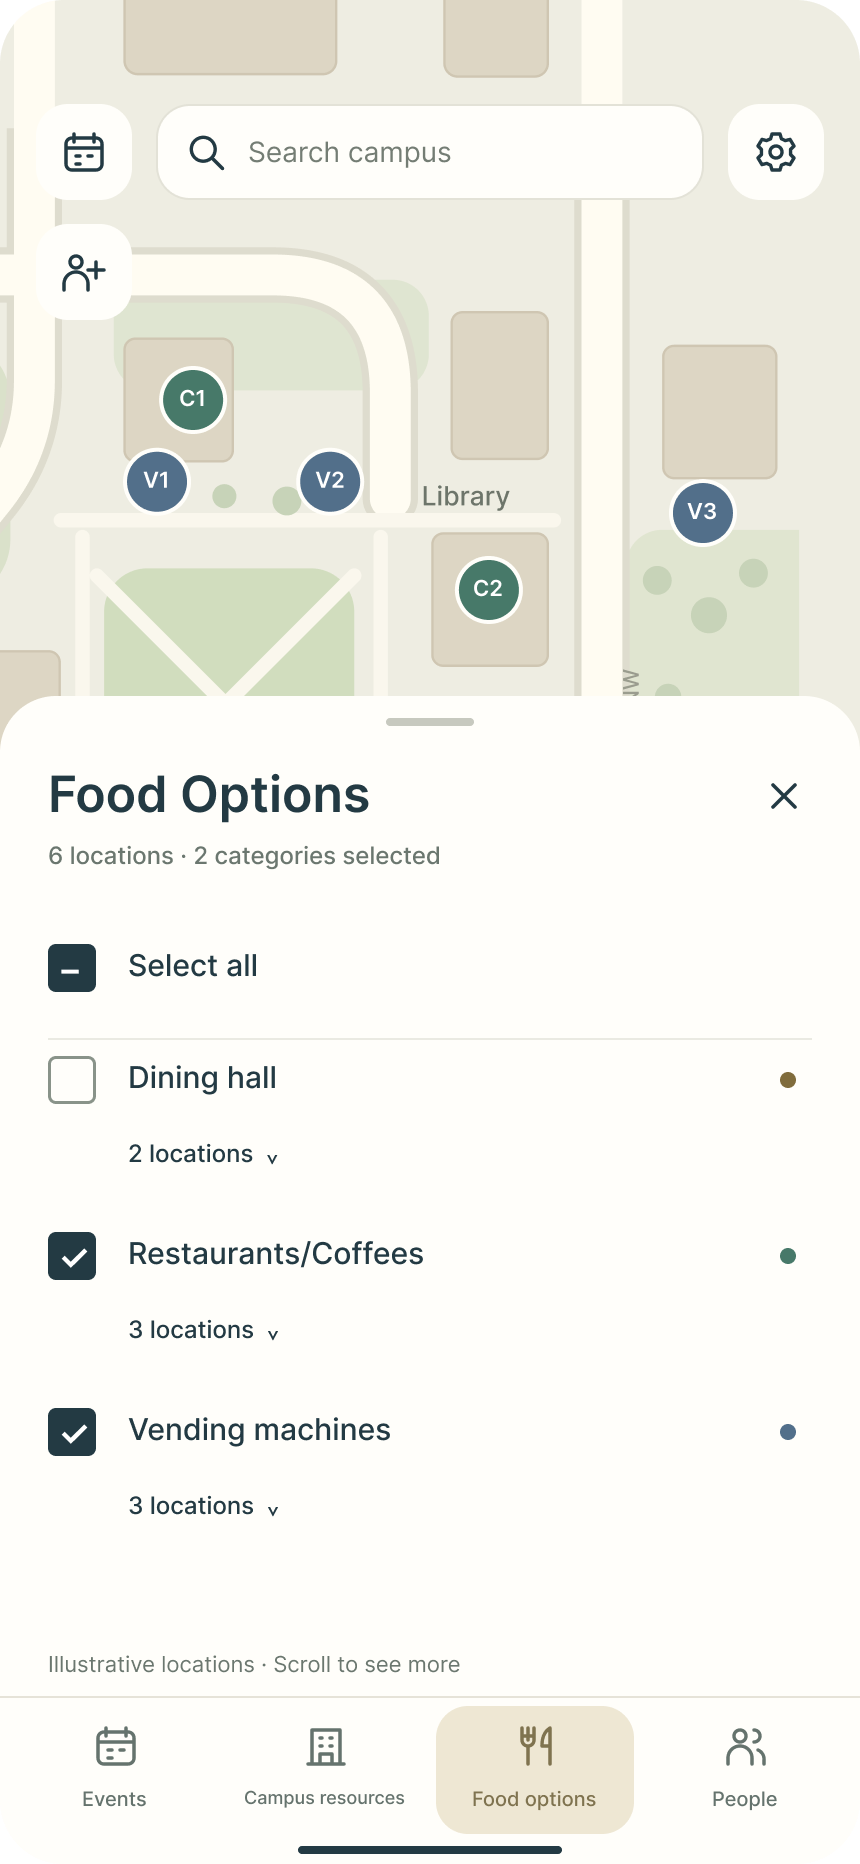 Search campus
C1
V1
V2
Library
V3
C2
NW
Food Options
6 locations · 2 categories selected
Select all
Dining hall
2 locations
Restaurants/Coffees
3 locations
Vending machines
3 locations
Illustrative locations · Scroll to see more
Events
Campus resources
Food options
People